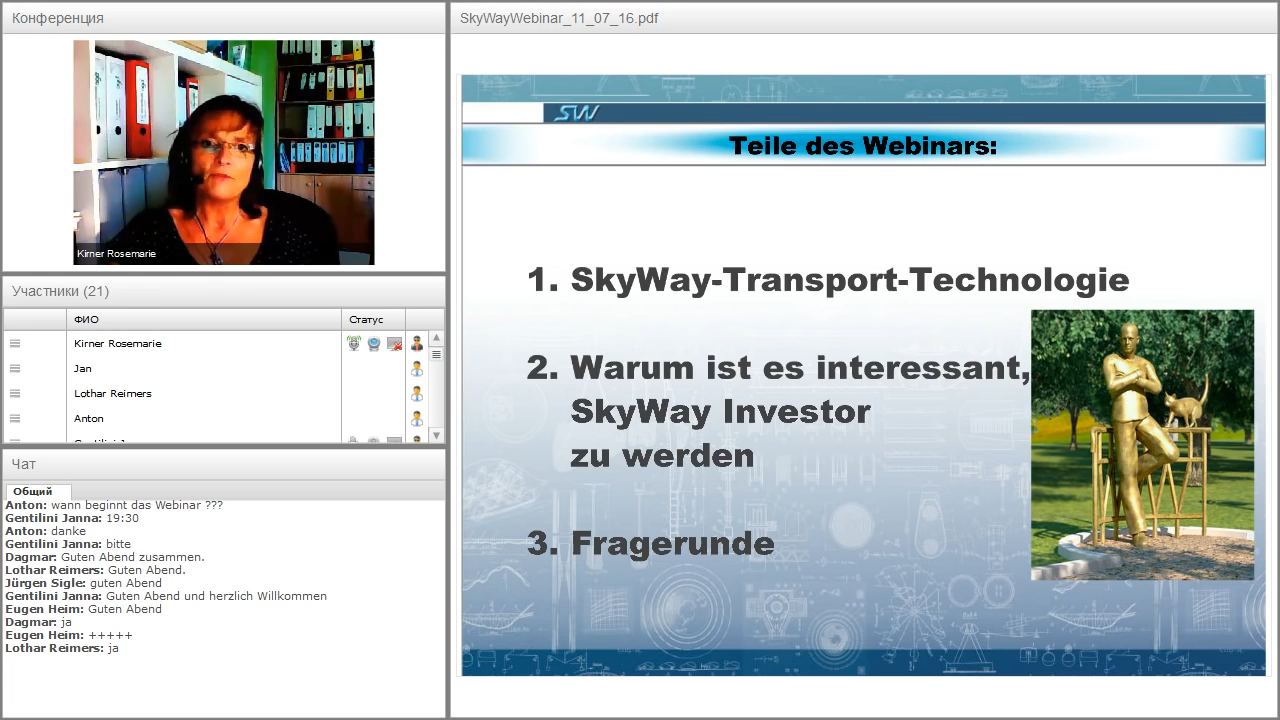 Конференция
Kirner Rosemarie
Участники (21)
ФИО
Статус
Kirner Rosemarie
Jan
Lothar Reimers
Anton
Чат
Общий
Anton: wann beginnt das Webinar ???
Gentilini Janna: 19:30
Anton: danke
Gentilini Janna: bitte
Dagmar: Guten Abend zusammen.
Lothar Reimers: Guten Abend.
Jürgen Sigle: guten Abend
Gentilini Janna: Guten Abend und herzlich Willkommen
Eugen Heim: Guten Abend
Dagmar: ja
Eugen Heim: +++++
Lothar Reimers: ja
SkyWayWebinar_11_07_16.pdf
SW
Teile des Webinars:
1. SkyWay-Transport-Technologie
2. Warum ist es interessant,
SkyWay Investor
zu werden
3. Fragerunde